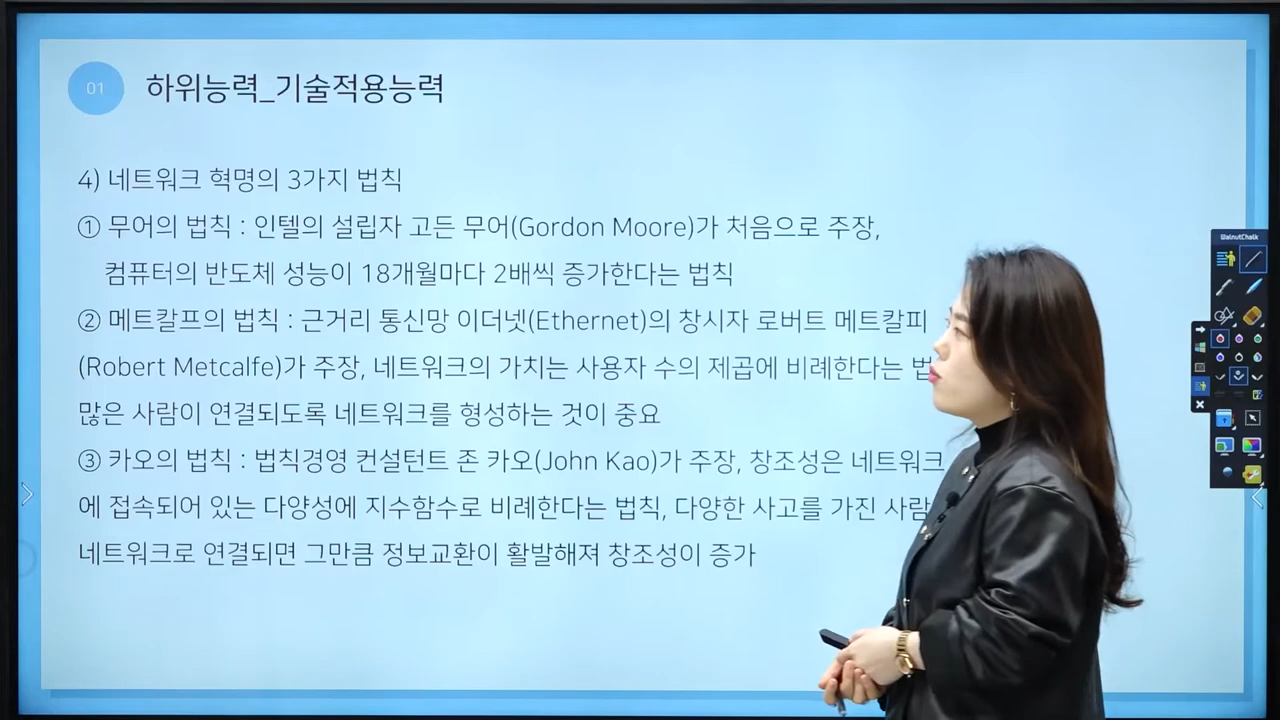 01
하위능력_기술적용능력
4) 네트워크 혁명의 3가지 법칙
① 무어의 법칙 : 인텔의 설립자 고든 무어(Gordon Moore)가 처음으로 주장,
컴퓨터의 반도체 성능이 18개월마다 2배씩 증가한다는 법칙
② 메트칼프의 법칙 : 근거리 통신망 이더넷(Ethernet)의 창시자 로버트 메트칼피
(Robert Metcalfe)가 주장, 네트워크의 가치는 사용자 수의 제곱에 비례한다는
많은 사람이 연결되도록 네트워크를 형성하는 것이 중요
③ 카오의 법칙 : 법칙경영 컨설턴트 존 카오(John Kao)가 주장, 창조성은 네트워크
에 접속되어 있는 다양성에 지수함수로 비례한다는 법칙, 다양한 사고를 가진 사람
네트워크로 연결되면 그만큼 정보교환이 활발해져 창조성이 증가
WalnutChalk